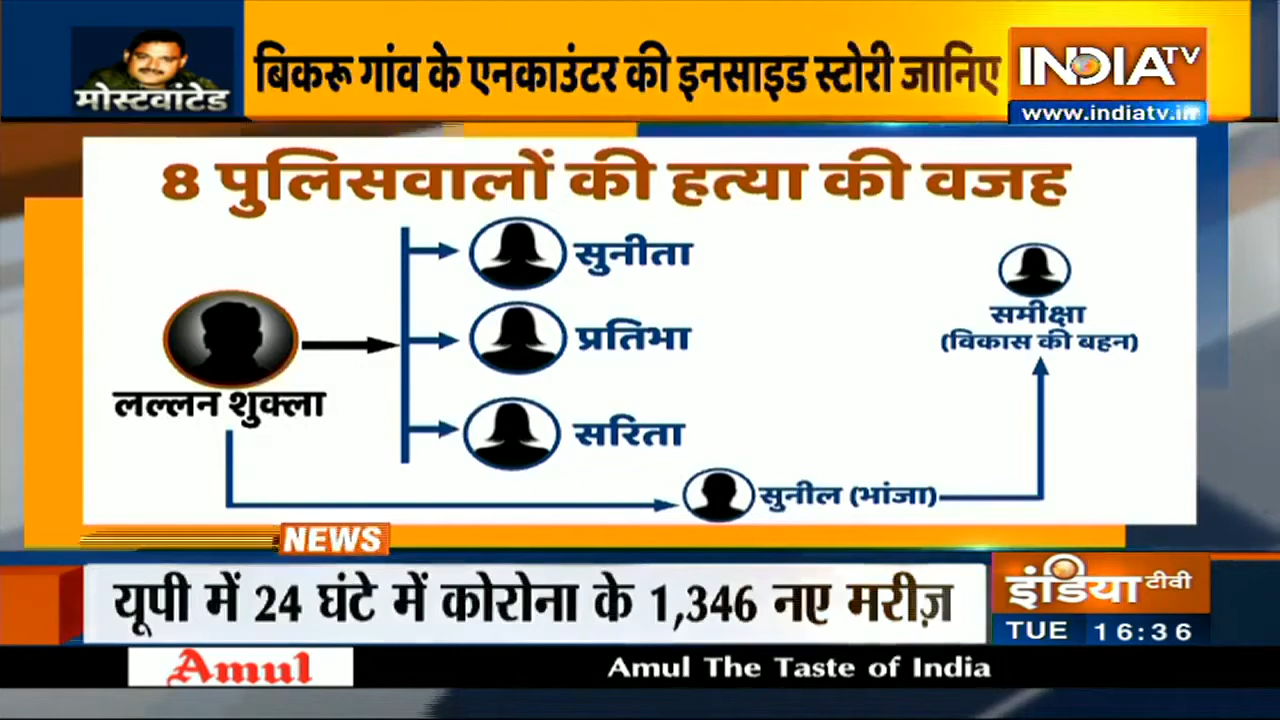 मोस्टवांटेड
बिकरू गांव के एनकाउंटर की इनसाइड स्टोरी जानिए
INDIA TV
www.indiatv.in
8 पुलिसवालों की हत्या की वजह
सुनीता
प्रतिभा
सरिता
लल्लन शुक्ला
समीक्षा
(विकास की बहन)
सुनील (भांजा)
NEWS
यूपी में 24 घंटे में कोरोना के 1,346 नए मरीज़
इंडिया टीवी
TUE 16:36
Amul
Amul The Taste of India